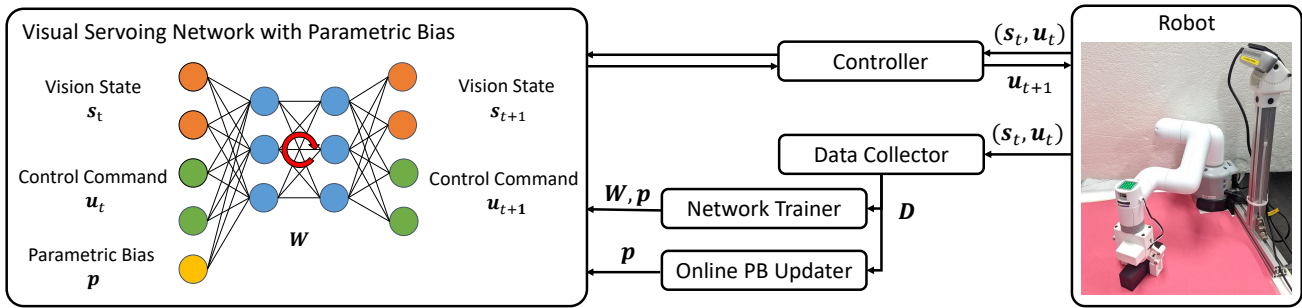 Visual Servoing Network with Parametric Bias
Vision State
s_t
Control Command
u_t
Parametric Bias
p
W
Vision State
s_{t+1}
Control Command
u_{t+1}
Controller
(s_t, u_t)
u_{t+1}
Data Collector
(s_t, u_t)
Network Trainer
W, p
D
Online PB Updater
p
Robot